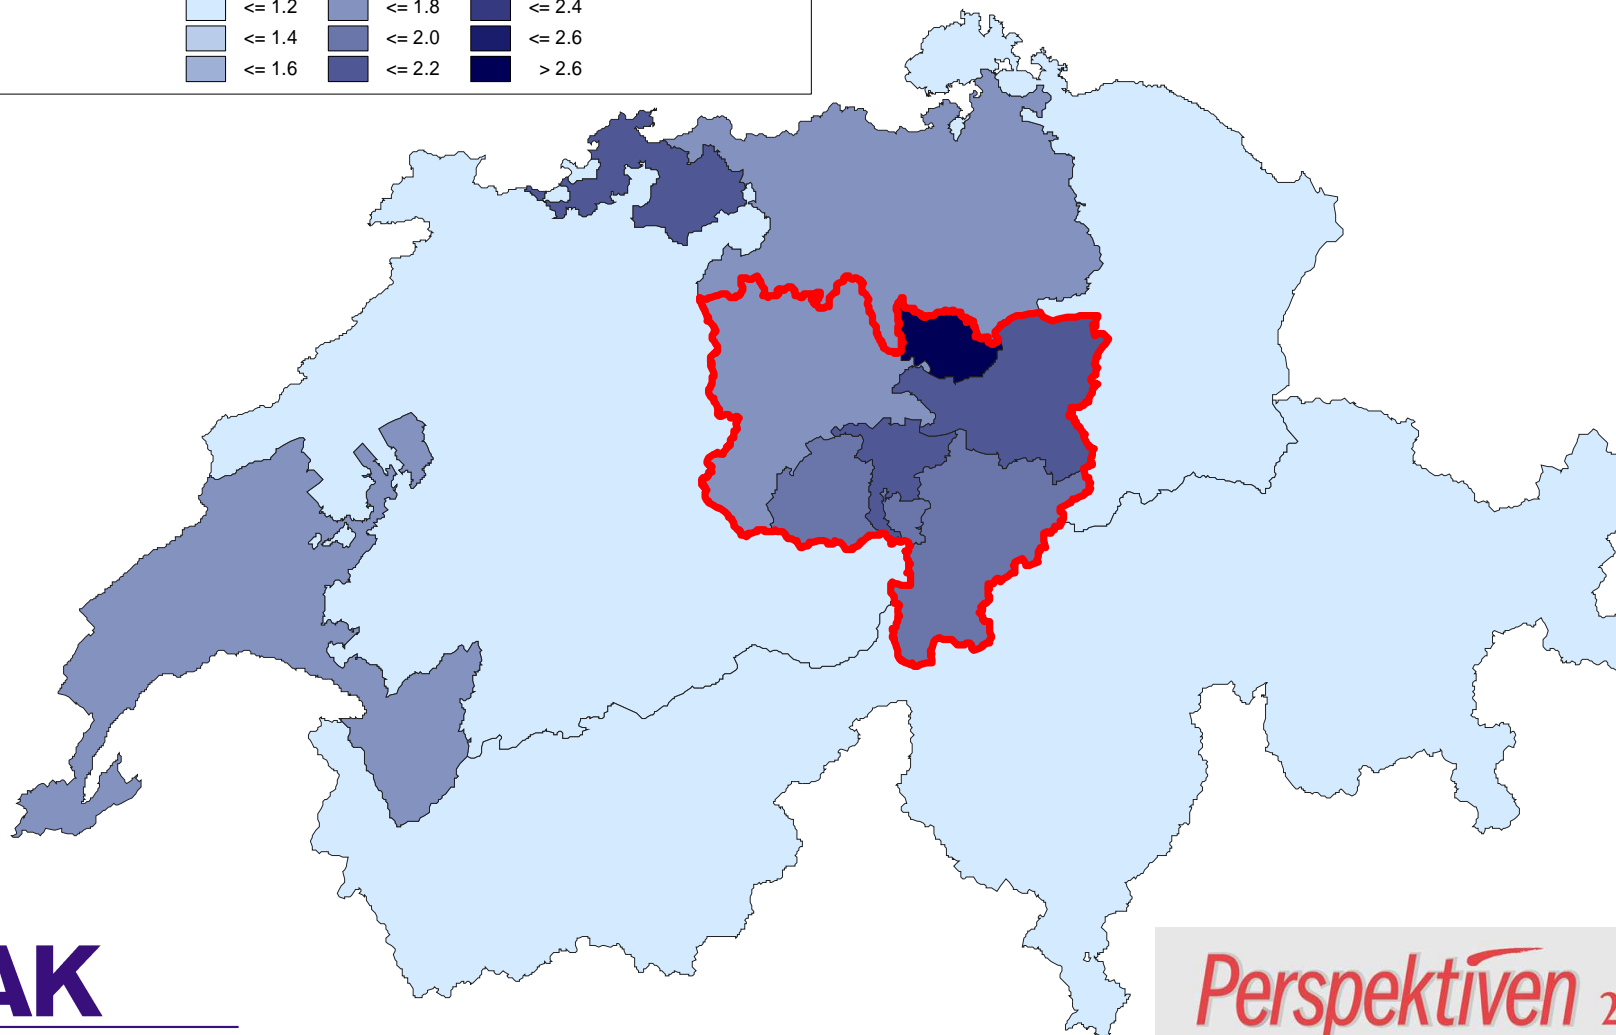 <= 1.2 <= 1.8 <= 2.4
<= 1.4 <= 2.0 <= 2.6
<= 1.6 <= 2.2 > 2.6
AK
Perspektiven 2